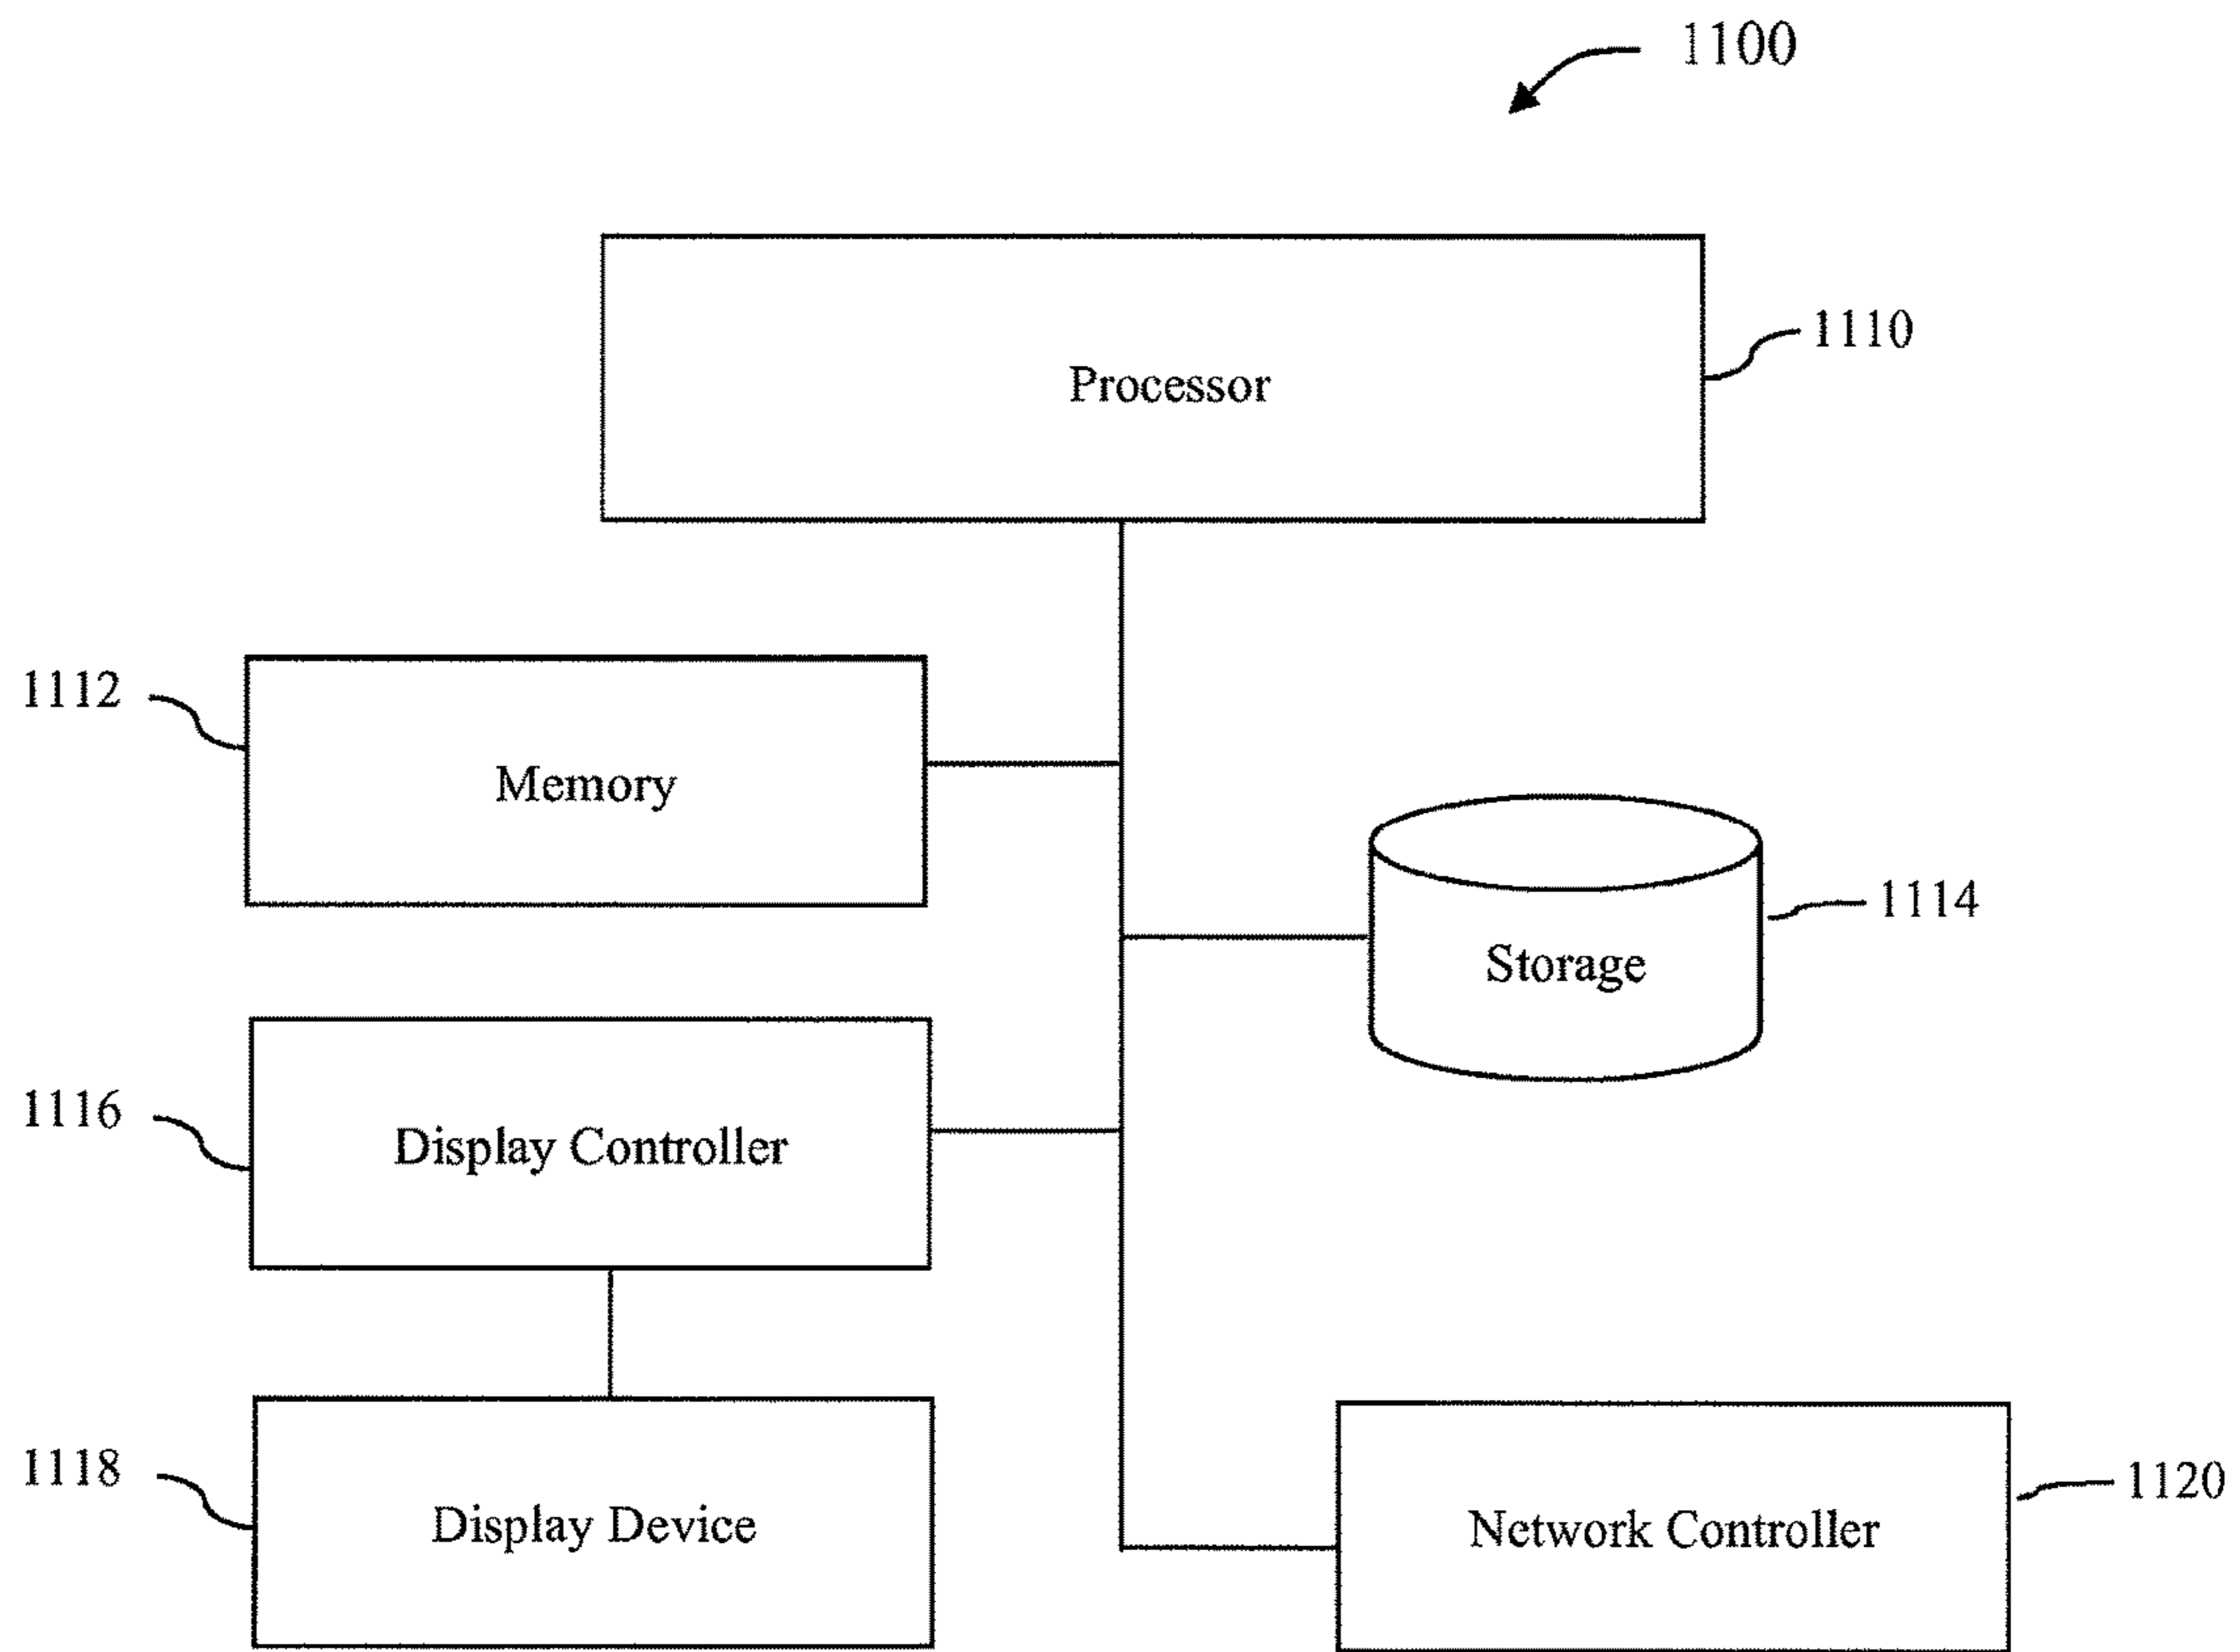 1100
Processor
1110
1112
Memory
Storage
1114
1116
Display Controller
1118
Display Device
Network Controller
1120